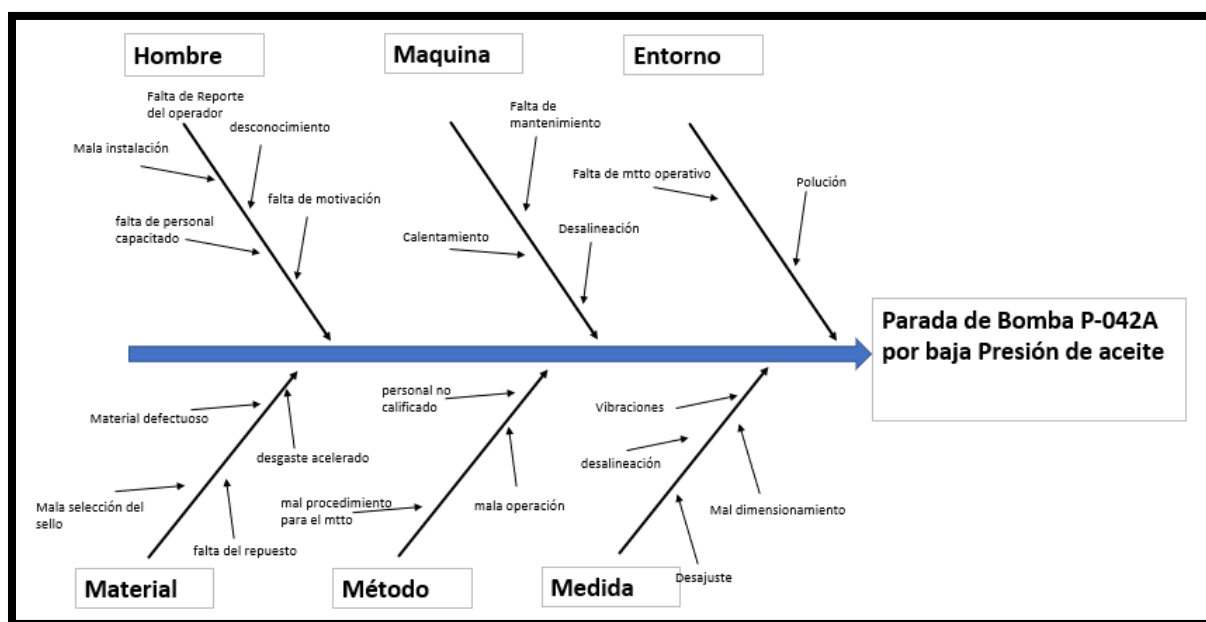 Hombre
Maquina
Entorno
Falta de Reporte
del operador
desconocimiento
Mala instalación
falta de motivación
falta de personal
capacitado
Falta de
mantenimiento
Calentamiento
Desalineación
Falta de mtto operativo
Polución
Parada de Bomba P-042A
por baja Presión de aceite
Material defectuoso
desgaste acelerado
Mala selección del
sello
falta del repuesto
personal no
calificado
mal procedimiento
para el mtto
mala operación
Vibraciones
desalineación
Mal dimensionamiento
Desajuste
Material
Método
Medida